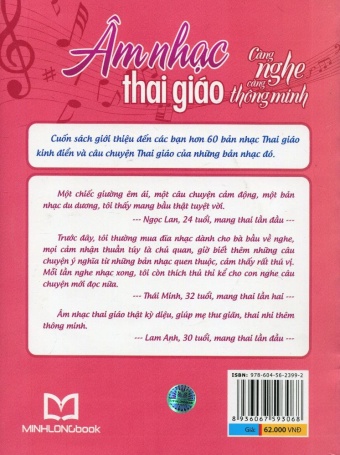 Âm nhạc
thai giáo
Càng
nghe
càng
thông minh
Cuốn sách giới thiệu đến các bạn hơn 60 bản nhạc Thai giáo
kinh điển và câu chuyện Thai giáo của những bản nhạc đó.
Một chiếc giường êm ái, một câu chuyện cảm động, một bản
nhạc du dương, tôi thấy mang bầu thật tuyệt vời.
--- Ngọc Lan, 24 tuổi, mang thai lần đầu ---
Trước đây, tôi thường mua đĩa nhạc dành cho bà bầu về nghe,
mọi cảm nhận thuần túy là chủ quan, giờ biết thêm những câu
chuyện ý nghĩa từ những bản nhạc quen thuộc, cảm thấy rất thú vị.
Mỗi lần nghe nhạc xong, tôi còn thích thú thì kể cho con nghe câu
chuyện mới đọc nữa.
--- Thái Minh, 32 tuổi, mang thai lần hai ---
Âm nhạc thai giáo thật kỳ diệu, giúp mẹ thư giãn, thai nhi thêm
thông minh.
--- Lam Anh, 30 tuổi, mang thai lần đầu ---
ISBN: 978-604-56-2399-2
8 936067 593068
Giá: 62.000 VNĐ
MINHLONGbook